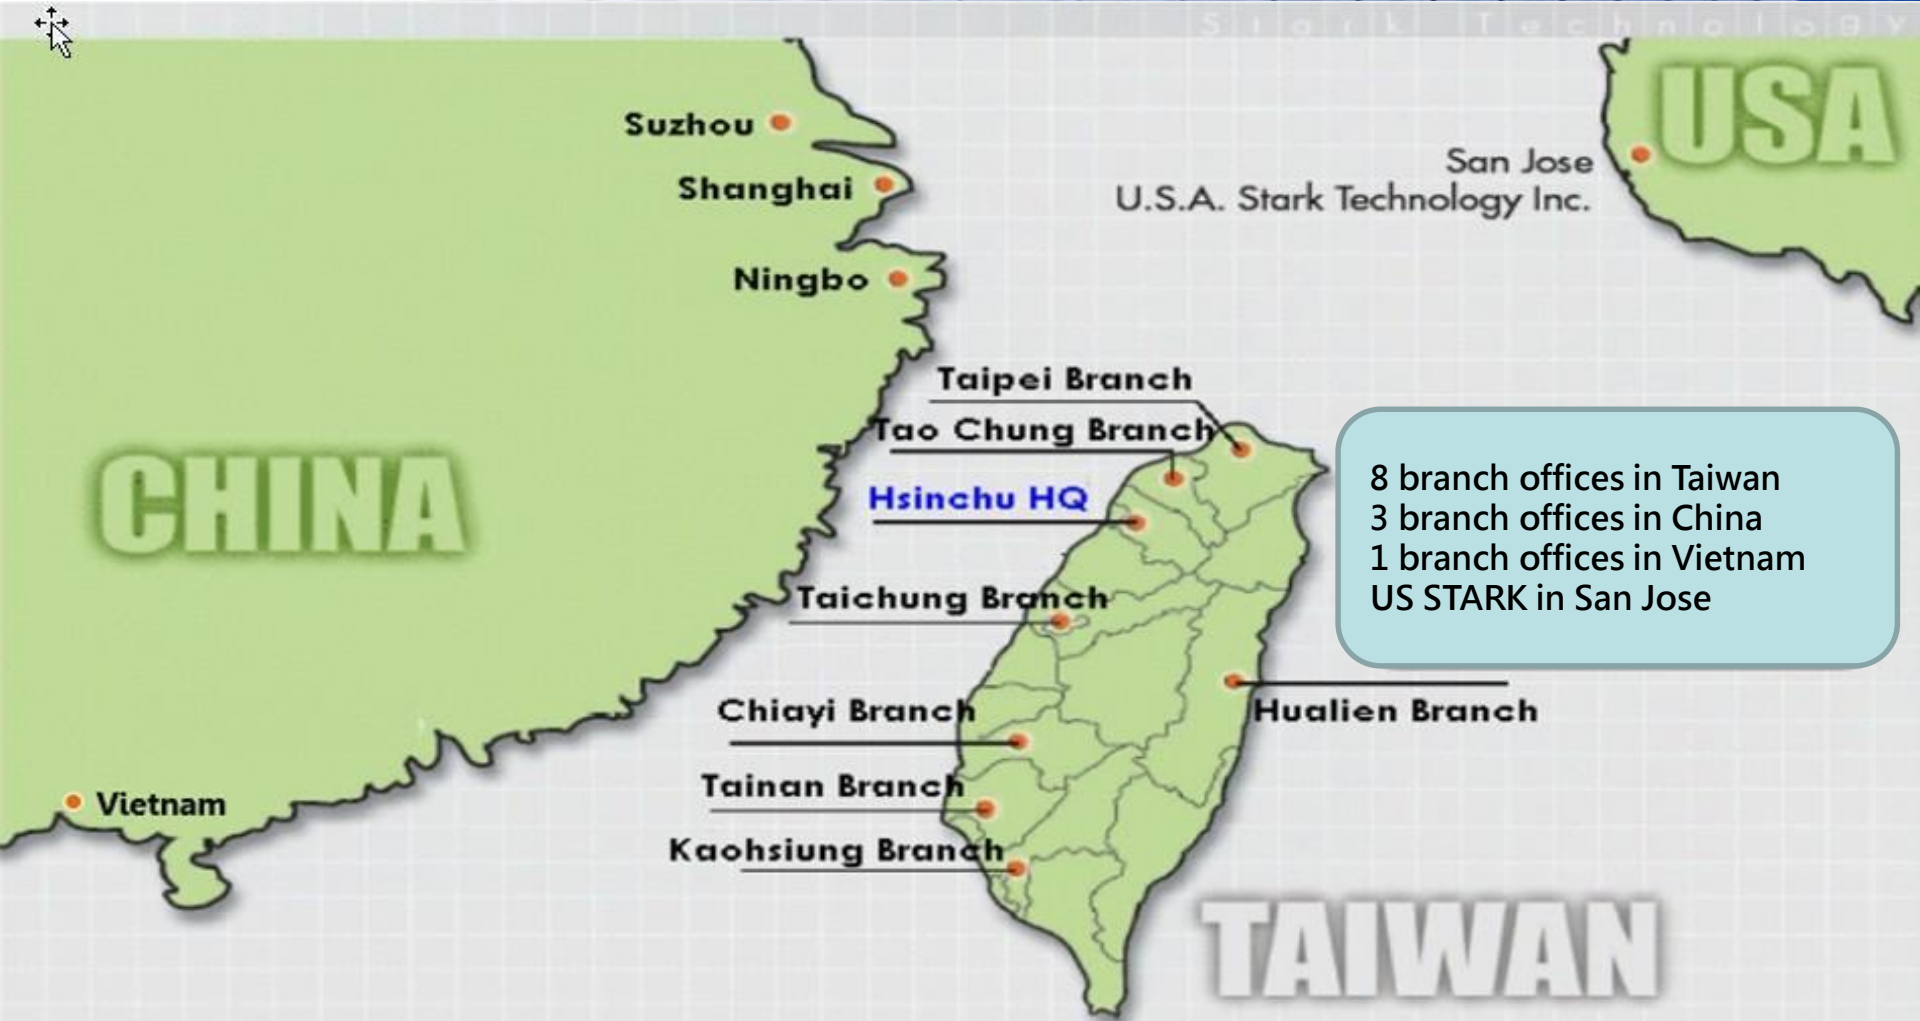 Stark Technology
USA
Suzhou
San Jose
Shanghai
U.S.A. Stark Technology Inc.
Ningbo
Taipei Branch
Tao Chung Branch
Hsinchu HQ
CHINA
8 branch offices in Taiwan
3 branch offices in China
1 branch offices in Vietnam
US STARK in San Jose
Taichung Branch
Chiayi Branch
Hualien Branch
Tainan Branch
Vietnam
Kaohsiung Branch
TAIWAN